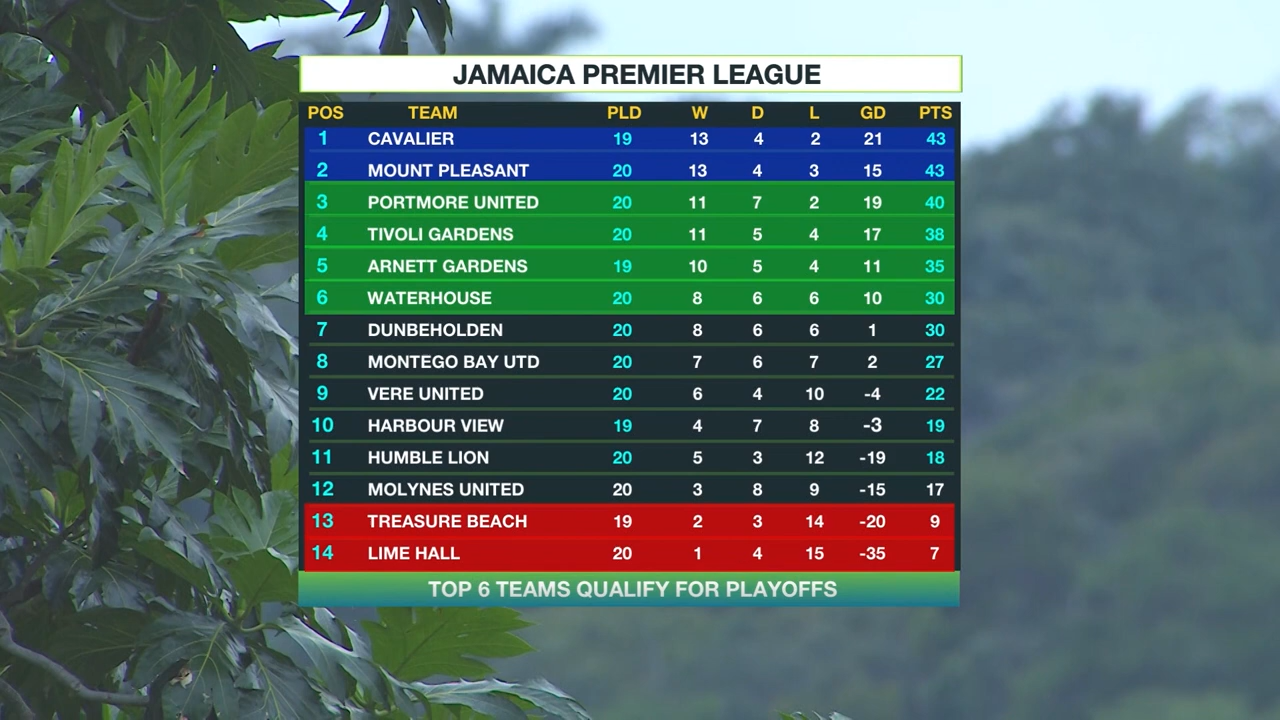 JAMAICA PREMIER LEAGUE
POS TEAM PLD W D L GD PTS
1 CAVALIER 19 13 4 2 21 43
2 MOUNT PLEASANT 20 13 4 3 15 43
3 PORTMORE UNITED 20 11 7 2 19 40
4 TIVOLI GARDENS 20 11 5 4 17 38
5 ARNETT GARDENS 19 10 5 4 11 35
6 WATERHOUSE 20 8 6 6 10 30
7 DUNBEHOLDEN 20 8 6 6 1 30
8 MONTEGO BAY UTD 20 7 6 7 2 27
9 VERE UNITED 20 6 4 10 -4 22
10 HARBOUR VIEW 19 4 7 8 -3 19
11 HUMBLE LION 20 5 3 12 -19 18
12 MOLYNES UNITED 20 3 8 9 -15 17
13 TREASURE BEACH 19 2 3 14 -20 9
14 LIME HALL 20 1 4 15 -35 7
TOP 6 TEAMS QUALIFY FOR PLAYOFFS